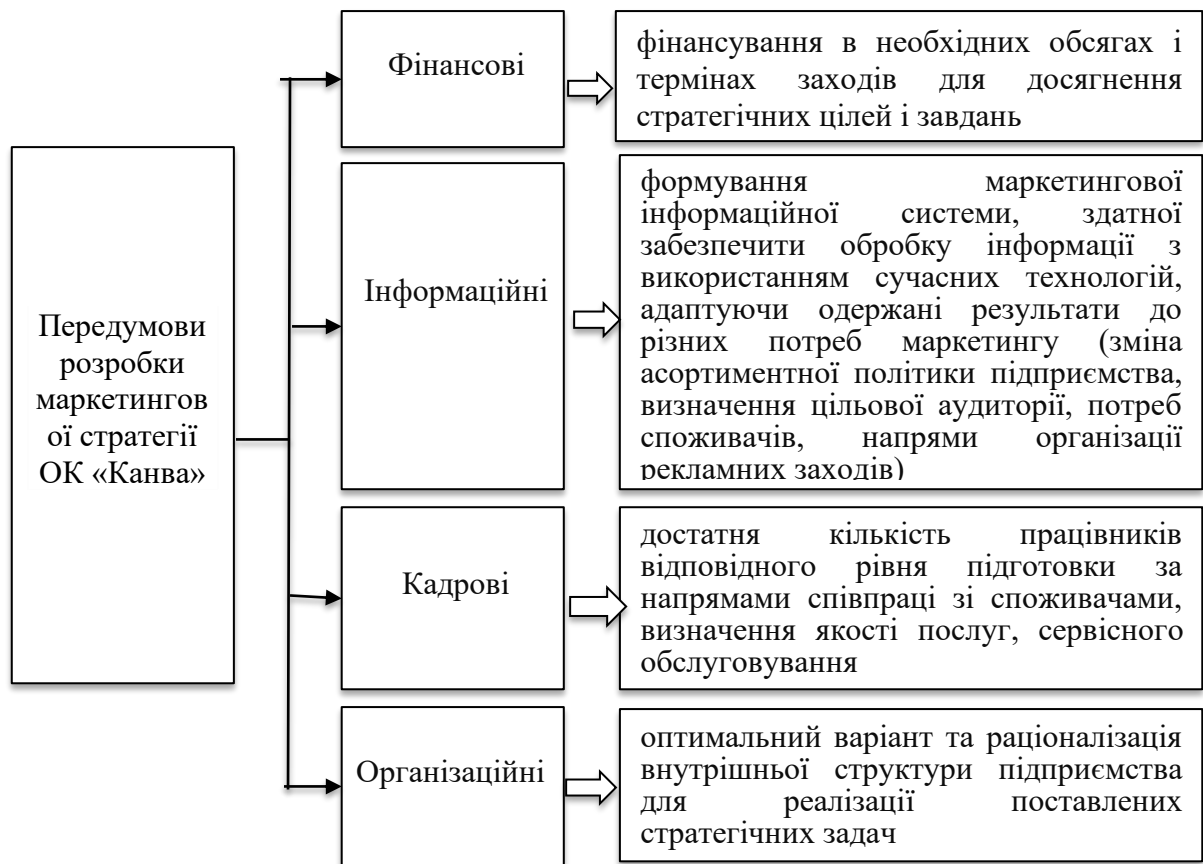 Передумови
розробки
маркетингов
ої стратегії
ОК «Канва»
Фінансові
фінансування в необхідних обсягах і
термінах заходів для досягнення
стратегічних цілей і завдань
Інформаційні
формування маркетингової
інформаційної системи, здатної
забезпечити обробку інформації з
використанням сучасних технологій,
адаптуючи одержані результати до
різних потреб маркетингу (зміна
асортиментної політики підприємства,
визначення цільової аудиторії, потреб
споживачів, напрями організації
рекламних заходів)
Кадрові
достатня кількість працівників
відповідного рівня підготовки за
напрямами співпраці зі споживачами,
визначення якості послуг, сервісного
обслуговування
Організаційні
оптимальний варіант та раціоналізація
внутрішньої структури підприємства
для реалізації поставлених
стратегічних задач